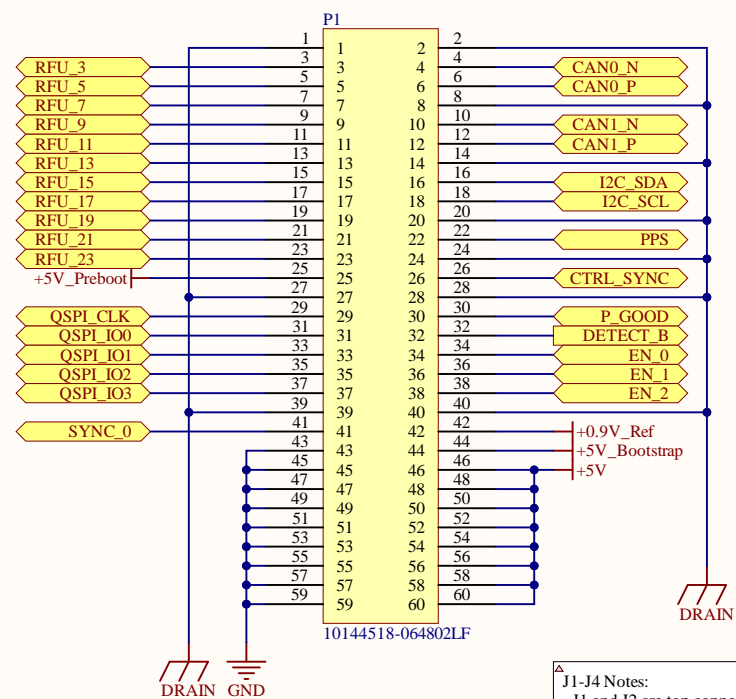 P1
1 1 2 2
RFU_3 3 3 4 4 CAN0_N
RFU_5 5 5 6 6 CAN0_P
RFU_7 7 7 8 8
RFU_9 9 9 10 10 CAN1_N
RFU_11 11 11 12 12 CAN1_P
RFU_13 13 13 14 14
RFU_15 15 15 16 16 I2C_SDA
RFU_17 17 17 18 18 I2C_SCL
RFU_19 19 19 20 20
RFU_21 21 21 22 22 PPS
RFU_23 23 23 24 24
+5V_Preboot 25 25 26 26 CTRL_SYNC
27 27 28 28
QSPI_CLK 29 29 30 30 P_GOOD
QSPI_IO0 31 31 32 32 DETECT_B
QSPI_IO1 33 33 34 34 EN_0
QSPI_IO2 35 35 36 36 EN_1
QSPI_IO3 37 37 38 38 EN_2
39 39 40 40
SYNC_0 41 41 42 42 +0.9V_Ref
43 43 44 44 +5V_Bootstrap
45 45 46 46 +5V
47 47 48 48
49 49 50 50
51 51 52 52
53 53 54 54
55 55 56 56
57 57 58 58
59 59 60 60
10144518-064802LF
DRAIN
DRAIN GND
J1-J4 Notes:
J1 and J2 are top